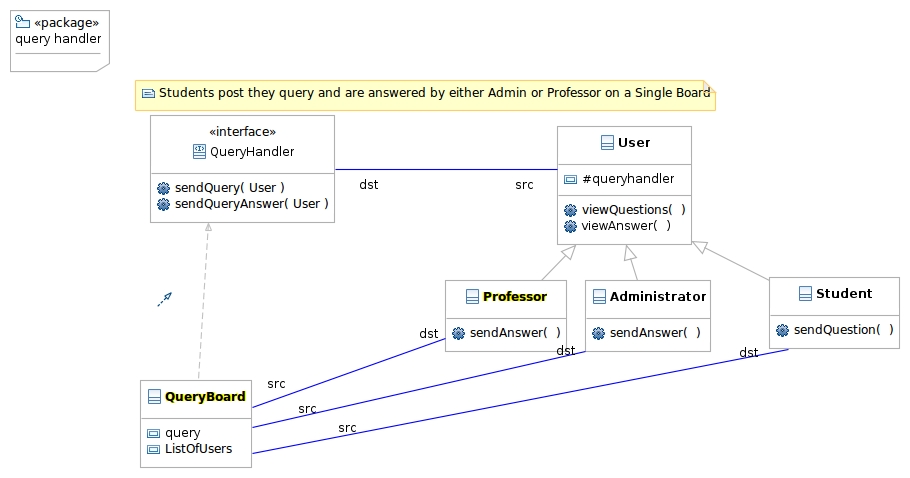 «package»
query handler
Students post they query and are answered by either Admin or Professor on a Single Board
«interface»
QueryHandler
sendQuery( User )
sendQueryAnswer( User )
dst
src
User
#queryhandler
viewQuestions(  )
viewAnswer(  )
Professor
sendAnswer(  )
Administrator
sendAnswer(  )
Student
sendQuestion(  )
dst
dst
dst
src
src
src
QueryBoard
query
ListOfUsers